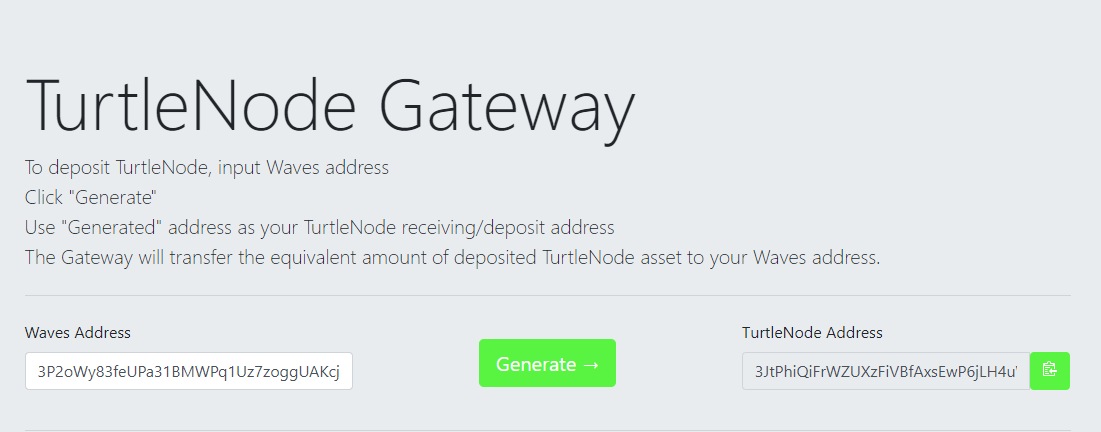 TurtleNode Gateway
To deposit TurtleNode, input Waves address
Click "Generate"
Use "Generated" address as your TurtleNode receiving/deposit address
The Gateway will transfer the equivalent amount of deposited TurtleNode asset to your Waves address.
Waves Address
TurtleNode Address
3P2oWy83feUPa31BMWPq1Uz7zoggUAKcj
Generate →
3JtPhiQiFrWZUXzFiVBfAxsEwP6jLH4u